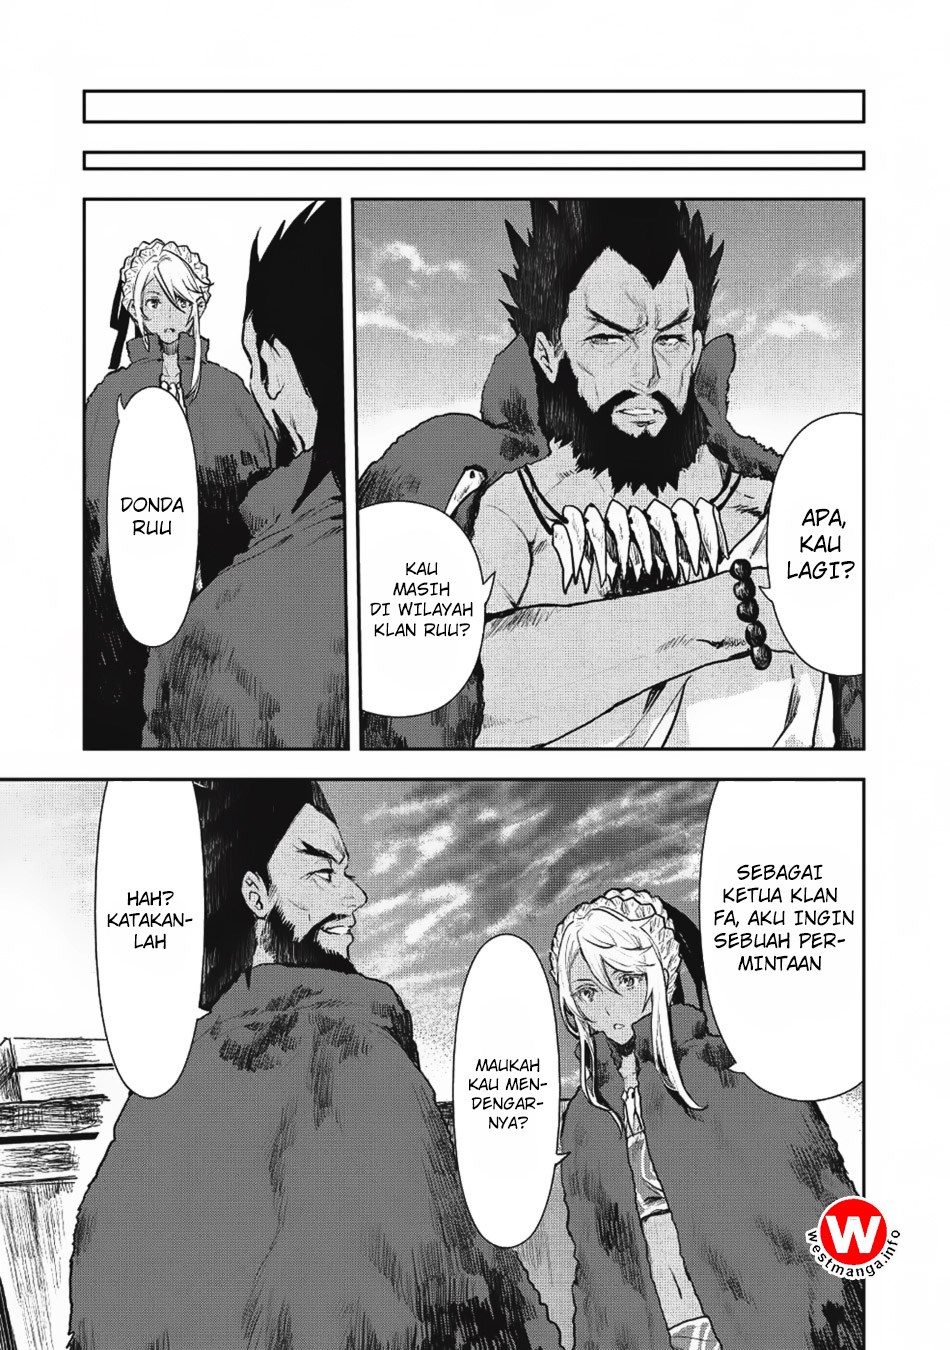 DONDA
RUU
APA,
KAU
LAGI?
KAU
MASIH
DI WILAYAH
KLAN RUU?
SEBAGAI
KETUA KLAN
FA, AKU INGIN
SEBUAH PER-
MINTAAN
MAUKAH
KAU MEN-
DENGAR-
NYA?
HAH?
KATAKAN-
LAH
W
westmanga.info